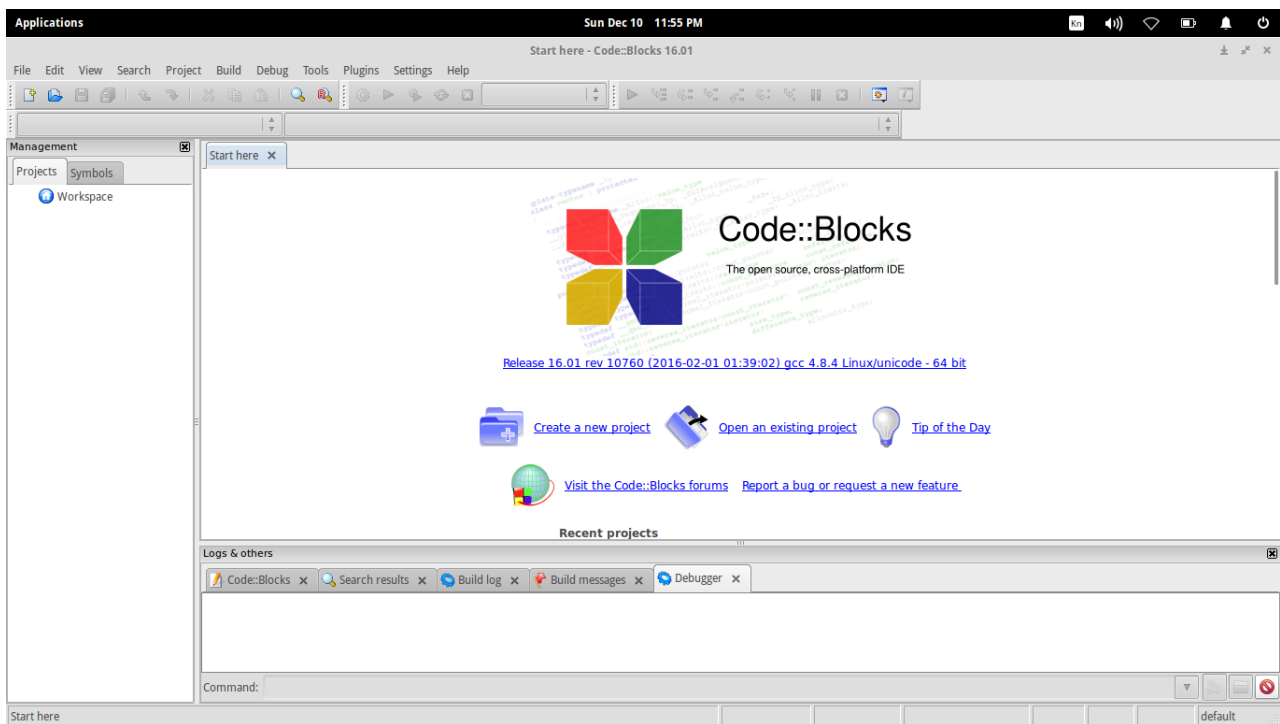 Applications Sun Dec 10 11:55 PM Kn
Start here - Code::Blocks 16.01
File Edit View Search Project Build Debug Tools Plugins Settings Help
Management
Projects Symbols
Workspace
Start here
Code::Blocks
The open source, cross-platform IDE
Release 16.01 rev 10760 (2016-02-01 01:39:02) gcc 4.8.4 Linux/unicode - 64 bit
Create a new project Open an existing project Tip of the Day
Visit the Code::Blocks forums Report a bug or request a new feature
Recent projects
Logs & others
Code::Blocks Search results Build log Build messages Debugger
Command:
Start here default